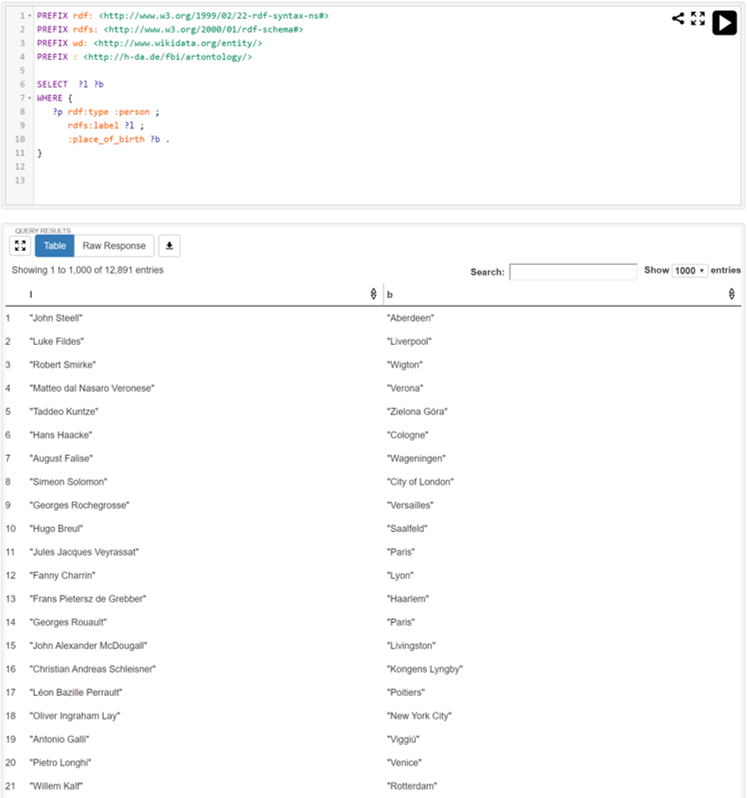 1 PREFIX rdf: <http://www.w3.org/1999/02/22-rdf-syntax-ns#>
2 PREFIX rdfs: <http://www.w3.org/2000/01/rdf-schema#>
3 PREFIX wd: <http://www.wikidata.org/entity/>
4 PREFIX : <http://h-da.de/fbi/artontology/>
5
6 SELECT ?l ?b
7 WHERE {
8 ?p rdf:type :person ;
9 rdfs:label ?l ;
10 :place_of_birth ?b .
11 }
12
13
QUERY RESULTS
Table Raw Response
Showing 1 to 1,000 of 12,891 entries Search: Show 1000 entries
l b
1 "John Steell" "Aberdeen"
2 "Luke Fildes" "Liverpool"
3 "Robert Smirke" "Wigton"
4 "Matteo dal Nasaro Veronese" "Verona"
5 "Taddeo Kuntze" "Zielona Góra"
6 "Hans Haacke" "Cologne"
7 "August Falise" "Wageningen"
8 "Simeon Solomon" "City of London"
9 "Georges Rochegrosse" "Versailles"
10 "Hugo Breul" "Saalfeld"
11 "Jules Jacques Veyrassat" "Paris"
12 "Fanny Charrin" "Lyon"
13 "Frans Pietersz de Grebber" "Haarlem"
14 "Georges Rouault" "Paris"
15 "John Alexander McDougall" "Livingston"
16 "Christian Andreas Schleisner" "Kongens Lyngby"
17 "Léon Bazille Perrault" "Poitiers"
18 "Oliver Ingraham Lay" "New York City"
19 "Antonio Galli" "Viggiù"
20 "Pietro Longhi" "Venice"
21 "Willem Kalf" "Rotterdam"